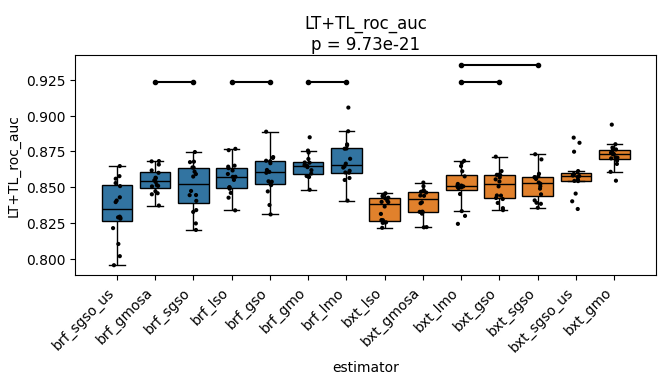 LT+TL_roc_auc
p = 9.73e-21
LT+TL_roc_auc
0.925
0.900
0.875
0.850
0.825
0.800
brf_sgso_us
brf_gmosa
brf_sgso
brf_lso
brf_gso
brf_gmo
brf_lmo
bxt_lso
bxt_gmosa
bxt_lmo
bxt_gso
bxt_sgso
bxt_sgso_us
bxt_gmo
estimator